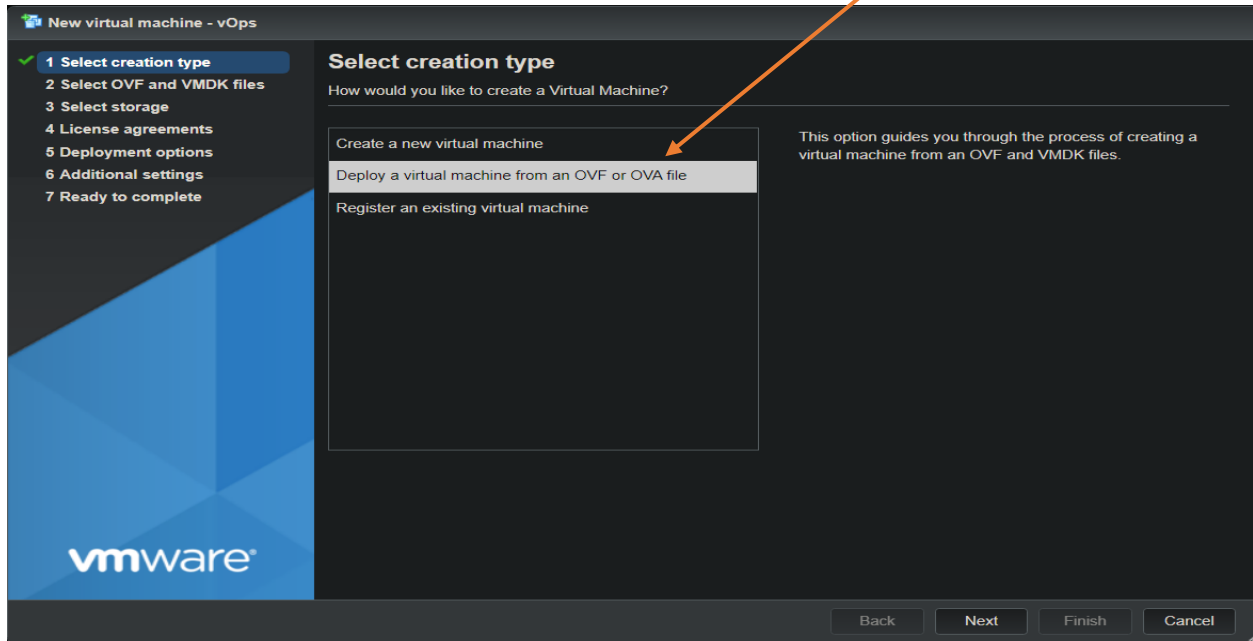 New virtual machine - vOps
1 Select creation type
2 Select OVF and VMDK files
3 Select storage
4 License agreements
5 Deployment options
6 Additional settings
7 Ready to complete
Select creation type
How would you like to create a Virtual Machine?
Create a new virtual machine
Deploy a virtual machine from an OVF or OVA file
Register an existing virtual machine
This option guides you through the process of creating a
virtual machine from an OVF and VMDK files.
vmware®
Back Next Finish Cancel